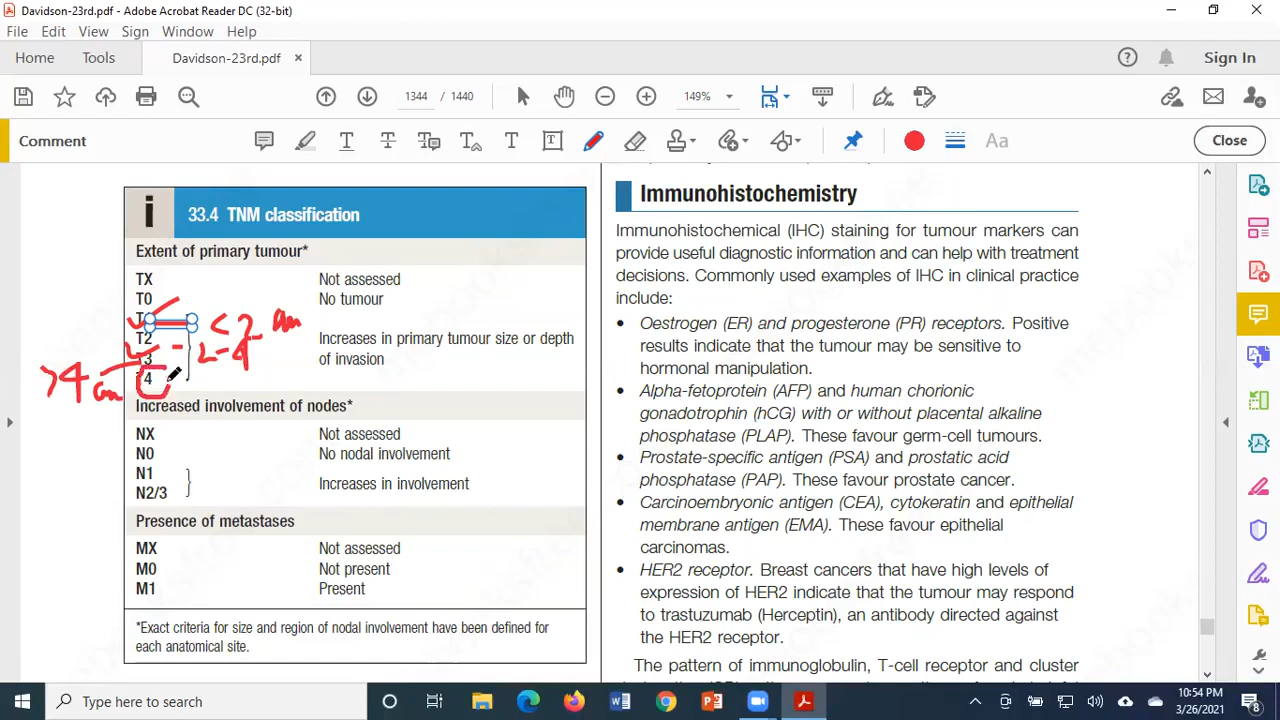 Davidson-23rd.pdf - Adobe Acrobat Reader DC (32-bit)
File Edit View Sign Window Help
Home Tools Davidson-23rd.pdf × Sign In
1344 / 1440 149%
Comment Aa Close
i 33.4 TNM classification
Extent of primary tumour*
TX Not assessed
T0 No tumour
< 2 cm
T2 Increases in primary tumour size or depth
2-4
of invasion
>4 cm
4
Increased involvement of nodes*
NX Not assessed
N0 No nodal involvement
N1
Increases in involvement
N2/3
Presence of metastases
MX Not assessed
M0 Not present
M1 Present
*Exact criteria for size and region of nodal involvement have been defined for
each anatomical site.
Immunohistochemistry
Immunohistochemical (IHC) staining for tumour markers can
provide useful diagnostic information and can help with treatment
decisions. Commonly used examples of IHC in clinical practice
include:
• Oestrogen (ER) and progesterone (PR) receptors. Positive
results indicate that the tumour may be sensitive to
hormonal manipulation.
• Alpha-fetoprotein (AFP) and human chorionic
gonadotrophin (hCG) with or without placental alkaline
phosphatase (PLAP). These favour germ-cell tumours.
• Prostate-specific antigen (PSA) and prostatic acid
phosphatase (PAP). These favour prostate cancer.
• Carcinoembryonic antigen (CEA), cytokeratin and epithelial
membrane antigen (EMA). These favour epithelial
carcinomas.
• HER2 receptor. Breast cancers that have high levels of
expression of HER2 indicate that the tumour may respond
to trastuzumab (Herceptin), an antibody directed against
the HER2 receptor.
The pattern of immunoglobulin, T-cell receptor and cluster
Type here to search
10:54 PM
3/26/2021
8